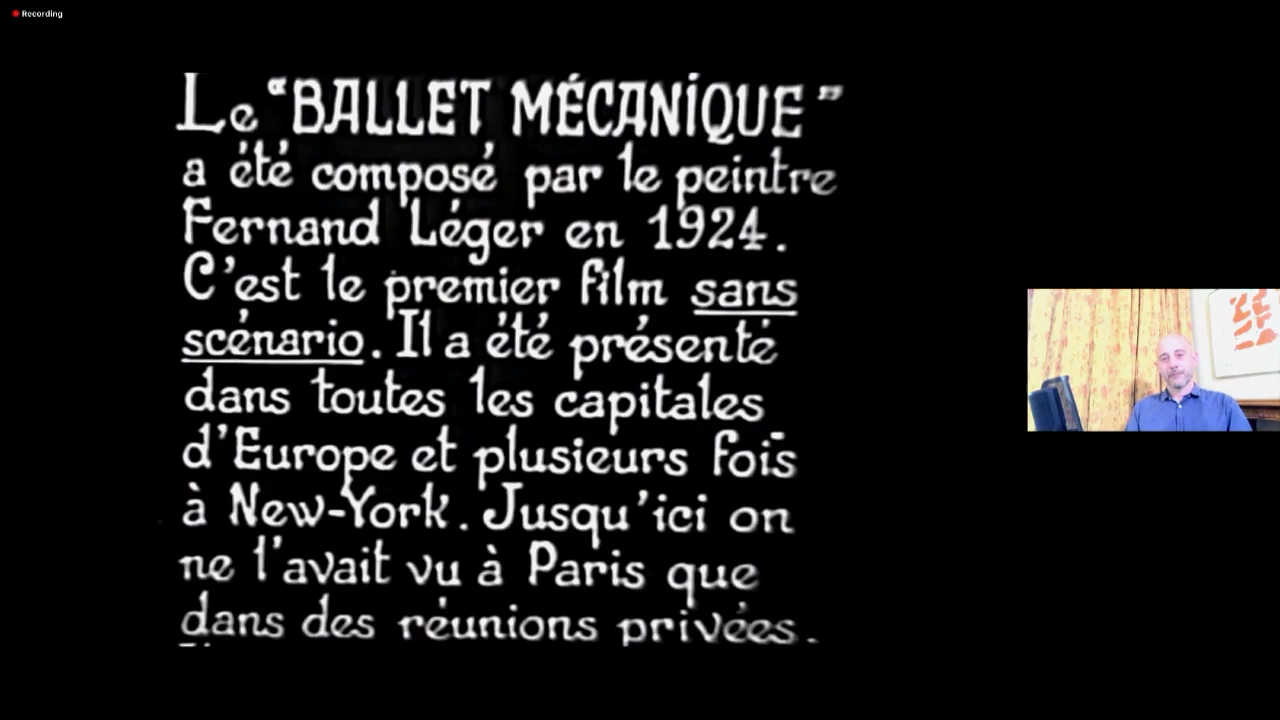 Recording
Le “BALLET MÉCANIQUE”
a été composé par le peintre
Fernand Léger en 1924.
C'est le premier film sans
scénario. Il a été présenté
dans toutes les capitales
d'Europe et plusieurs fois
à New-York. Jusqu'ici on
ne l'avait vu à Paris que
dans des réunions privées.